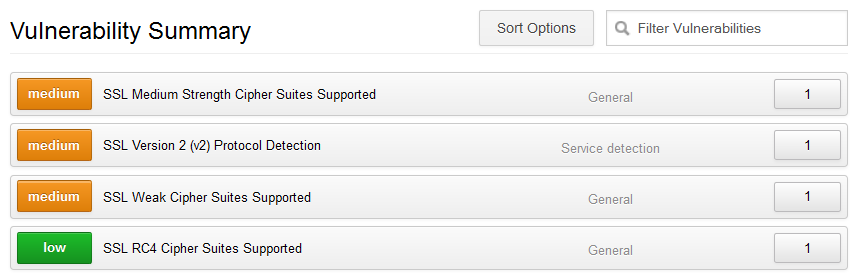 Vulnerability Summary Sort Options Filter Vulnerabilities
medium SSL Medium Strength Cipher Suites Supported General 1
medium SSL Version 2 (v2) Protocol Detection Service detection 1
medium SSL Weak Cipher Suites Supported General 1
low SSL RC4 Cipher Suites Supported General 1